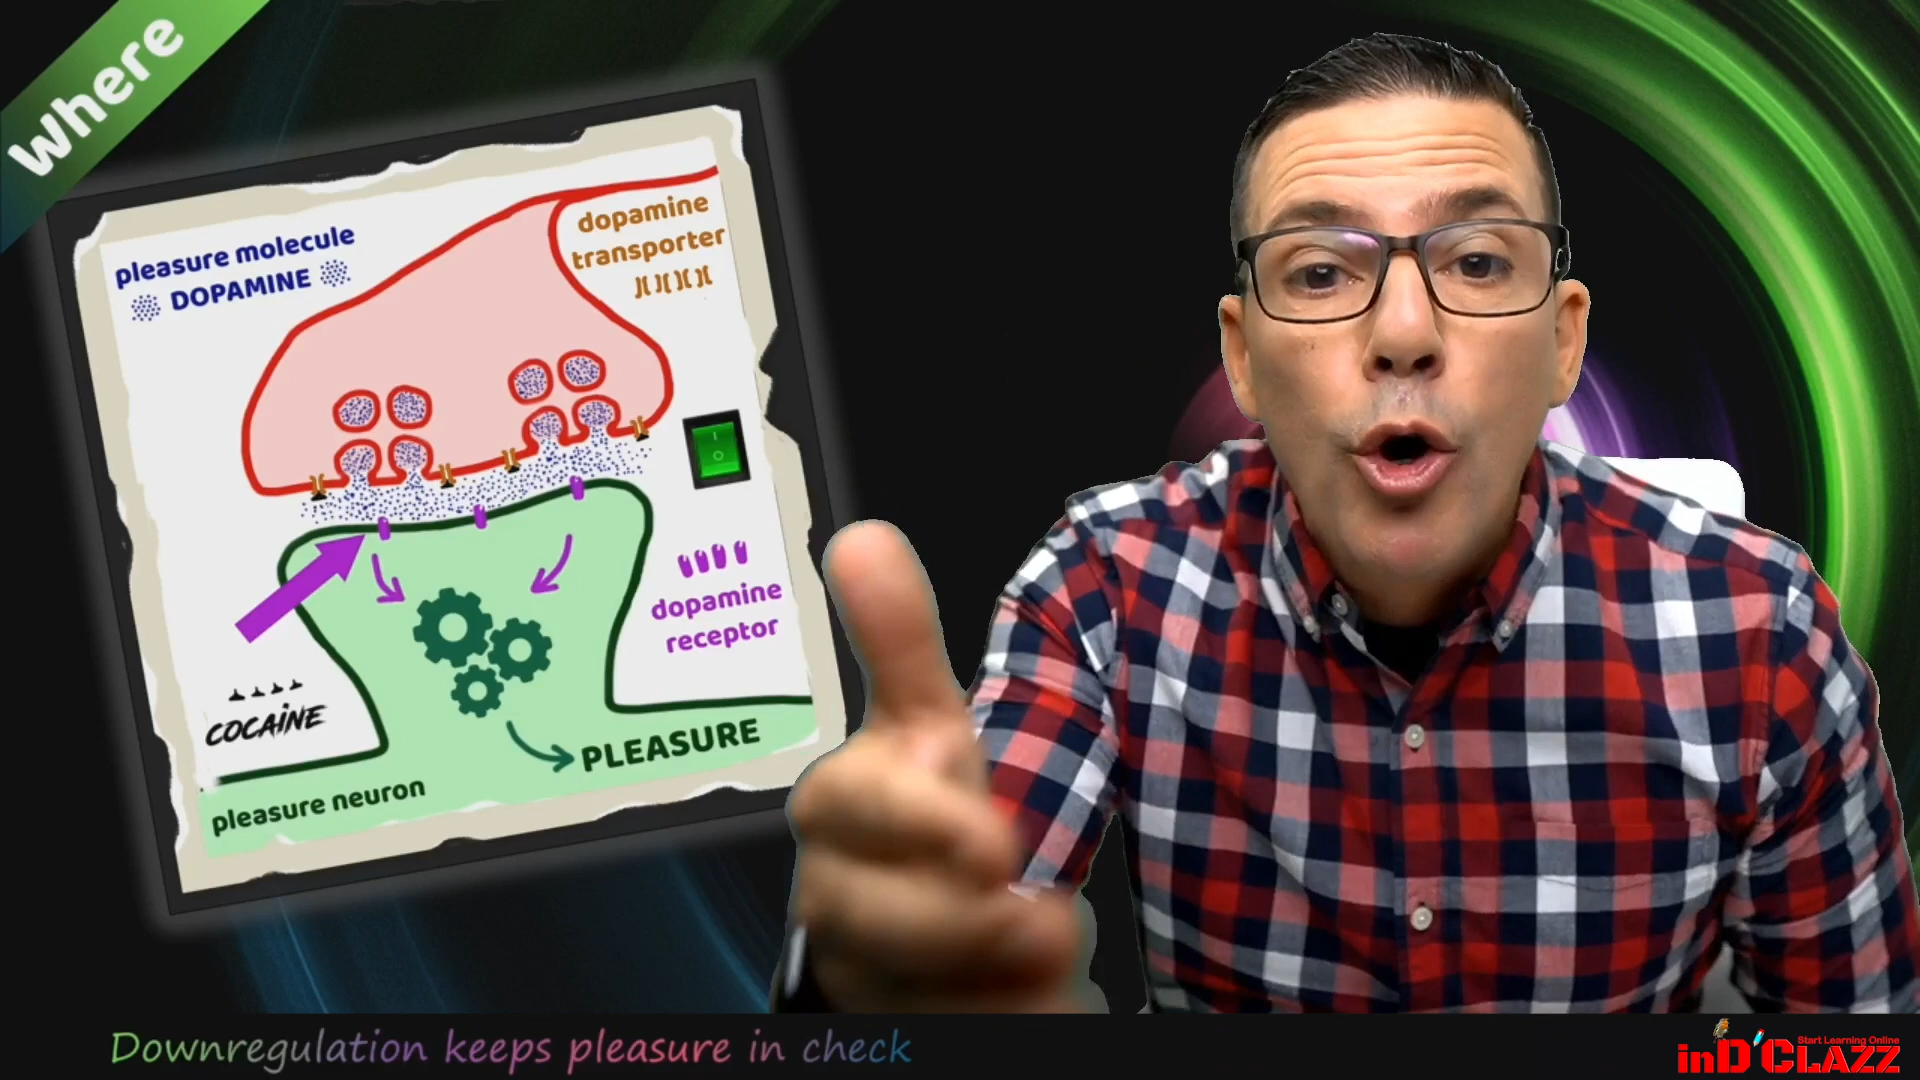 Where
pleasure molecule
DOPAMINE
dopamine
transporter
dopamine
receptor
COCAINE
PLEASURE
pleasure neuron
Downregulation keeps pleasure in check
Start Learning Online
inD'CLAZZ